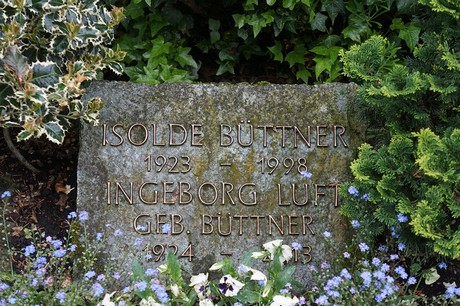 ISOLDE BÜTTNER
1923 – 1998
INGEBORG LUFT
GEB. BÜTTNER
1924 –